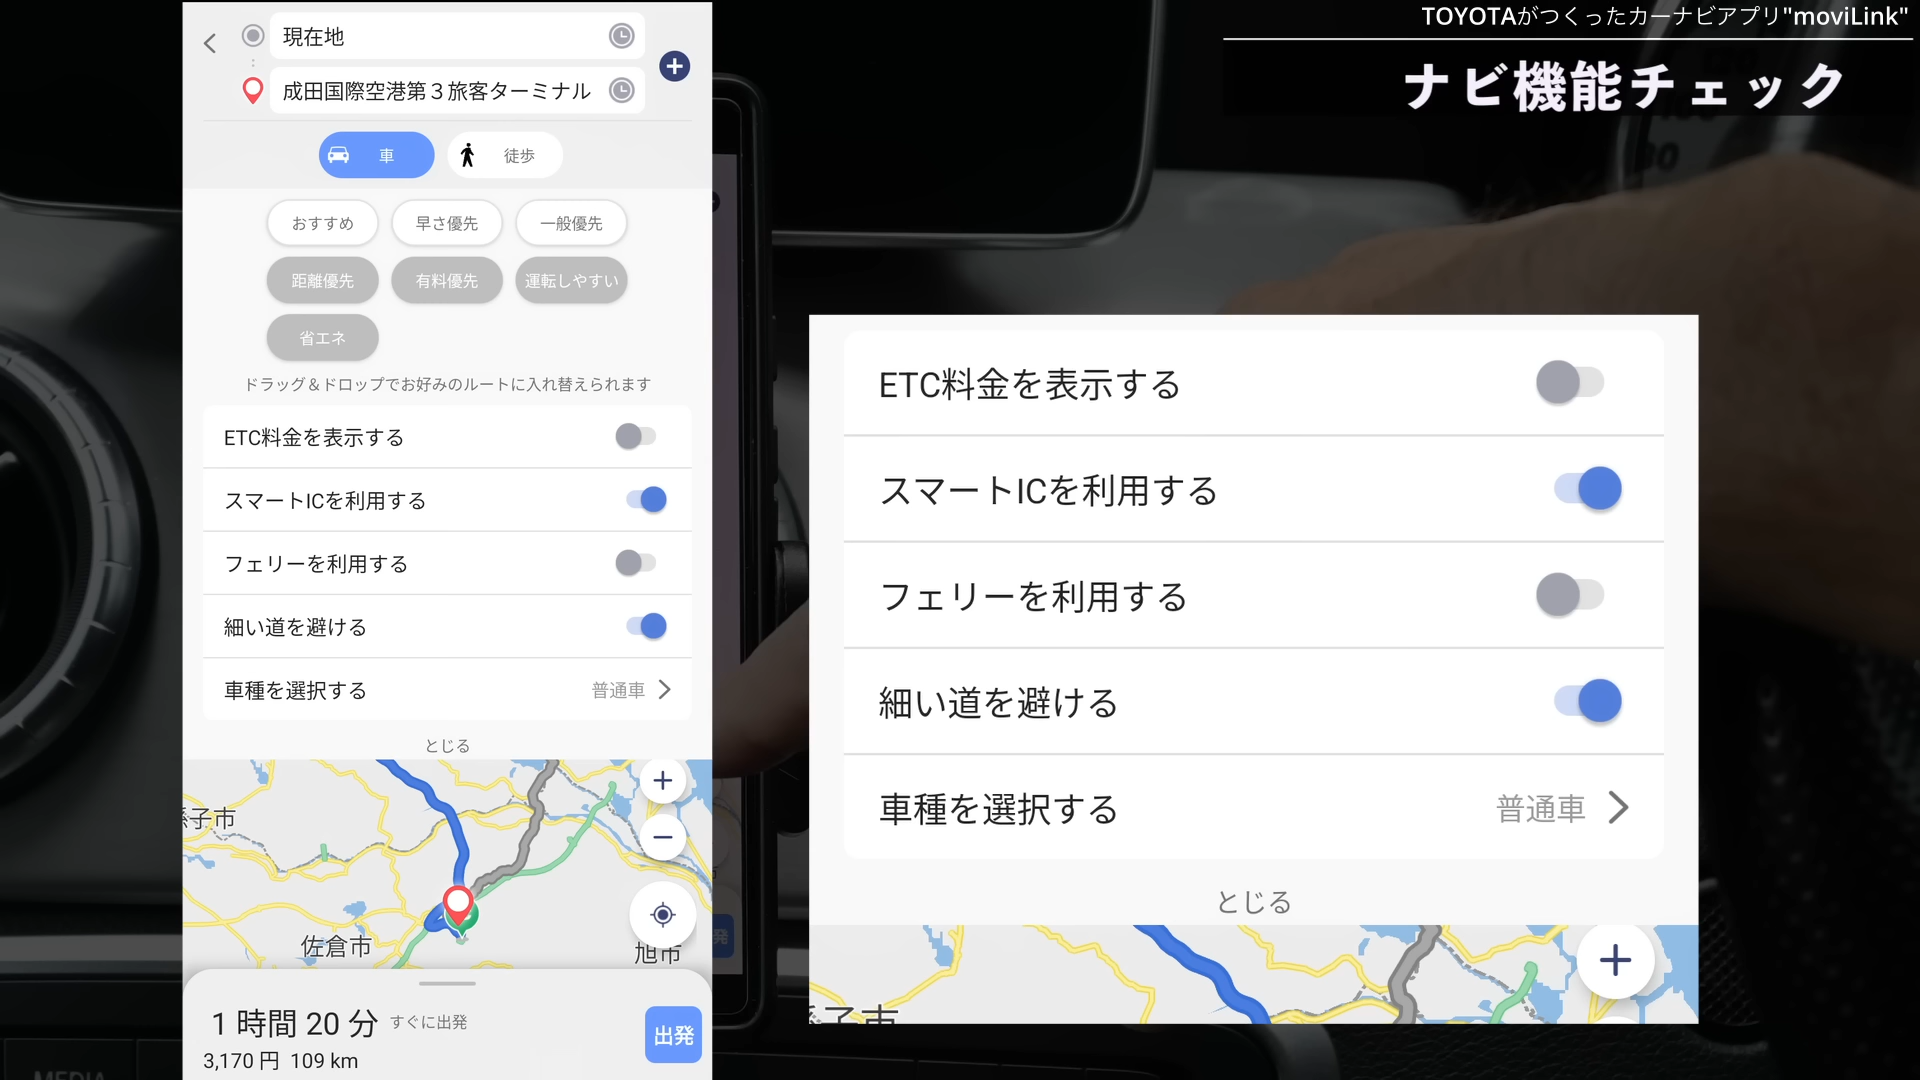 TOYOTAがつくったカーナビアプリ"moviLink"
ナビ機能チェック
現在地
成田国際空港第３旅客ターミナル
車
徒歩
おすすめ
早さ優先
一般優先
距離優先
有料優先
運転しやすい
省エネ
ドラッグ＆ドロップでお好みのルートに入れ替えられます
ETC料金を表示する
スマートICを利用する
フェリーを利用する
細い道を避ける
車種を選択する 普通車
とじる
子市
佐倉市
旭市
1 時間 20 分 すぐに出発
3,170 円 109 km
出発
ETC料金を表示する
スマートICを利用する
フェリーを利用する
細い道を避ける
車種を選択する 普通車
とじる
子市
発
MEDIA